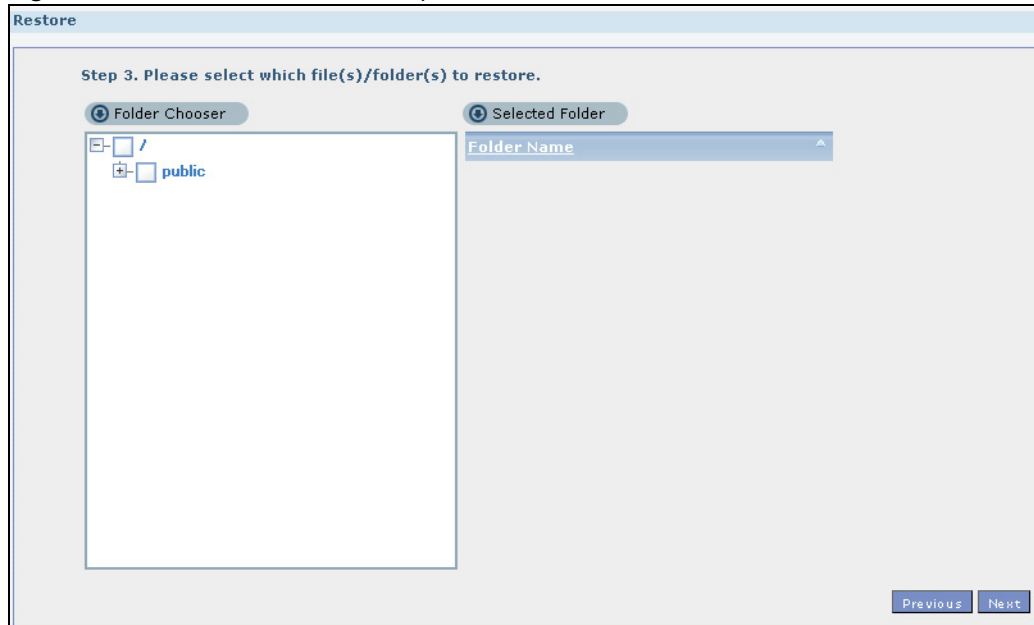 Restore
Step 3. Please select which file(s)/folder(s) to restore.
Folder Chooser
Selected Folder
/
public
Folder Name
Previous
Next